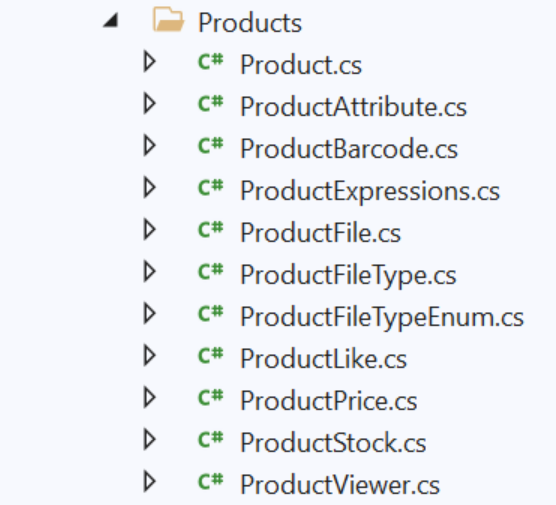 Products
C# Product.cs
C# ProductAttribute.cs
C# ProductBarcode.cs
C# ProductExpressions.cs
C# ProductFile.cs
C# ProductFileType.cs
C# ProductFileTypeEnum.cs
C# ProductLike.cs
C# ProductPrice.cs
C# ProductStock.cs
C# ProductViewer.cs